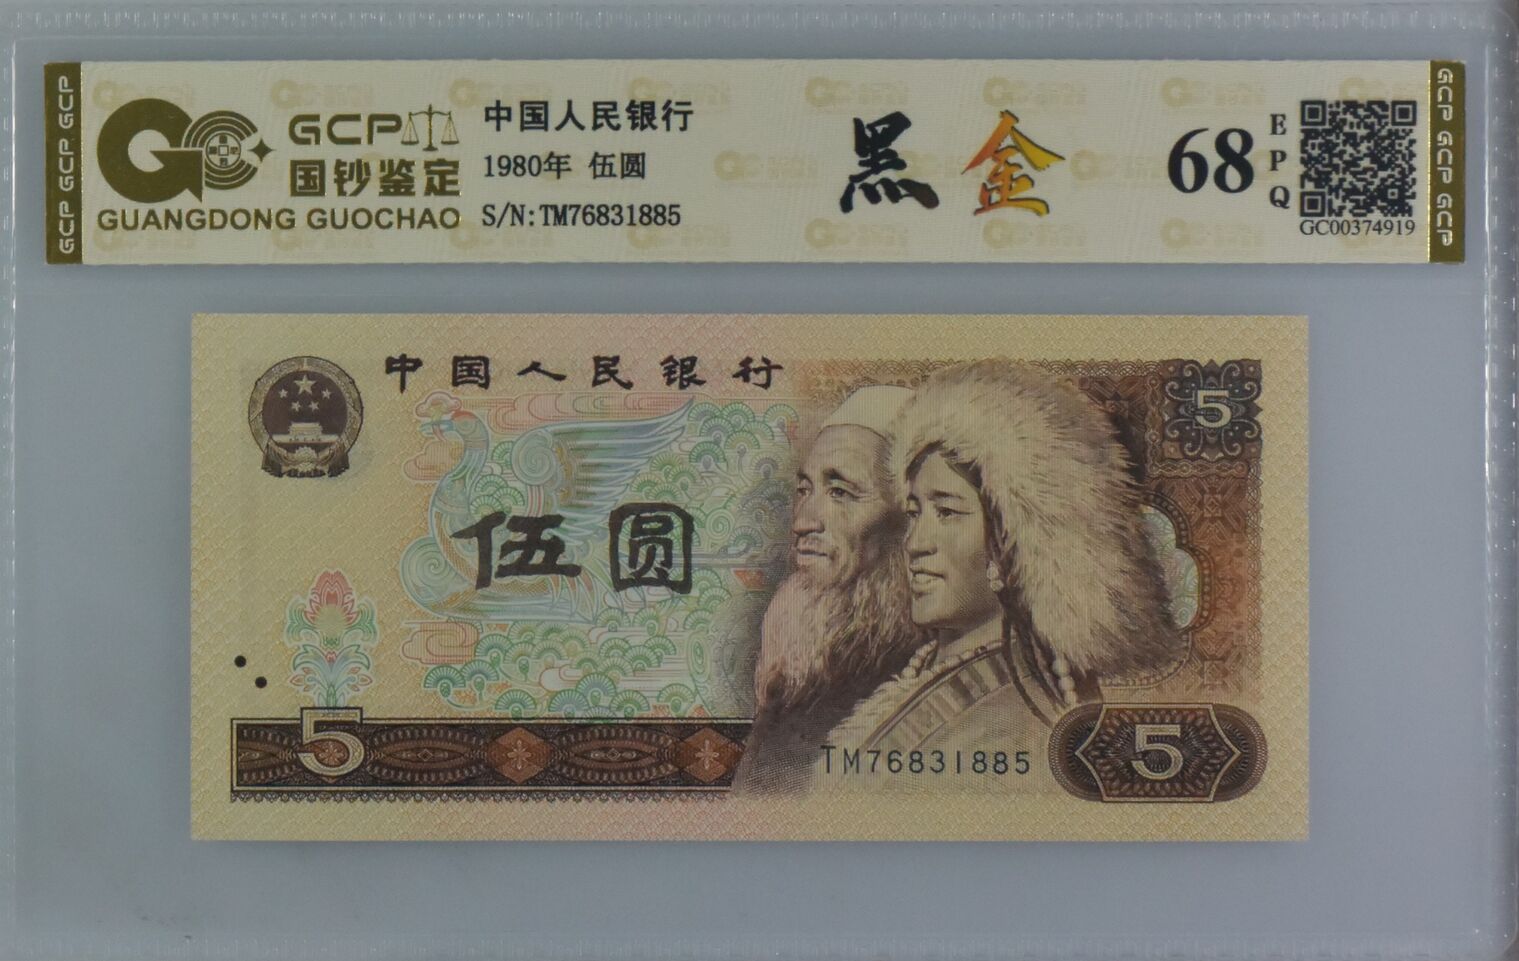 GCP GCP GCP
GCP
国钞鉴定
GUANGDONG GUOCHAO
中国人民银行
1980年 伍圆
S/N:TM76831885
黑金
68
EPQ
GC00374919
GCP GCP GCP
中国人民银行
5
伍圆
5
TM76831885
5